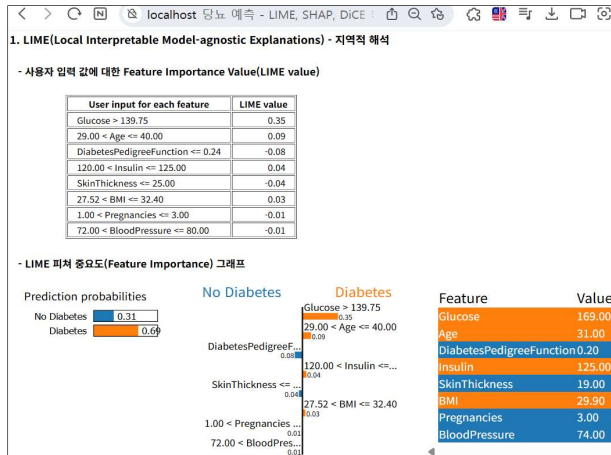 localhost 당뇨 예측 - LIME, SHAP, DiCE
1. LIME(Local Interpretable Model-agnostic Explanations) - 지역적 해석
- 사용자 입력 값에 대한 Feature Importance Value(LIME value)
User input for each feature LIME value
Glucose > 139.75 0.35
29.00 < Age <= 40.00 0.09
DiabetesPedigreeFunction <= 0.24 -0.08
120.00 < Insulin <= 125.00 0.04
SkinThickness <= 25.00 -0.04
27.52 < BMI <= 32.40 0.03
1.00 < Pregnancies <= 3.00 -0.01
72.00 < BloodPressure <= 80.00 -0.01
- LIME 피쳐 중요도(Feature Importance) 그래프
Prediction probabilities
No Diabetes 0.31
Diabetes 0.69
No Diabetes Diabetes
Glucose > 139.75
0.35
29.00 < Age <= 40.00
0.09
DiabetesPedigreeF...
0.08
120.00 < Insulin <=...
0.04
SkinThickness <= ...
0.04
27.52 < BMI <= 32.40
0.03
1.00 < Pregnancies ...
0.01
72.00 < BloodPres...
0.01
Feature Value
Glucose 169.00
Age 31.00
DiabetesPedigreeFunction 0.20
Insulin 125.00
SkinThickness 19.00
BMI 29.90
Pregnancies 3.00
BloodPressure 74.00